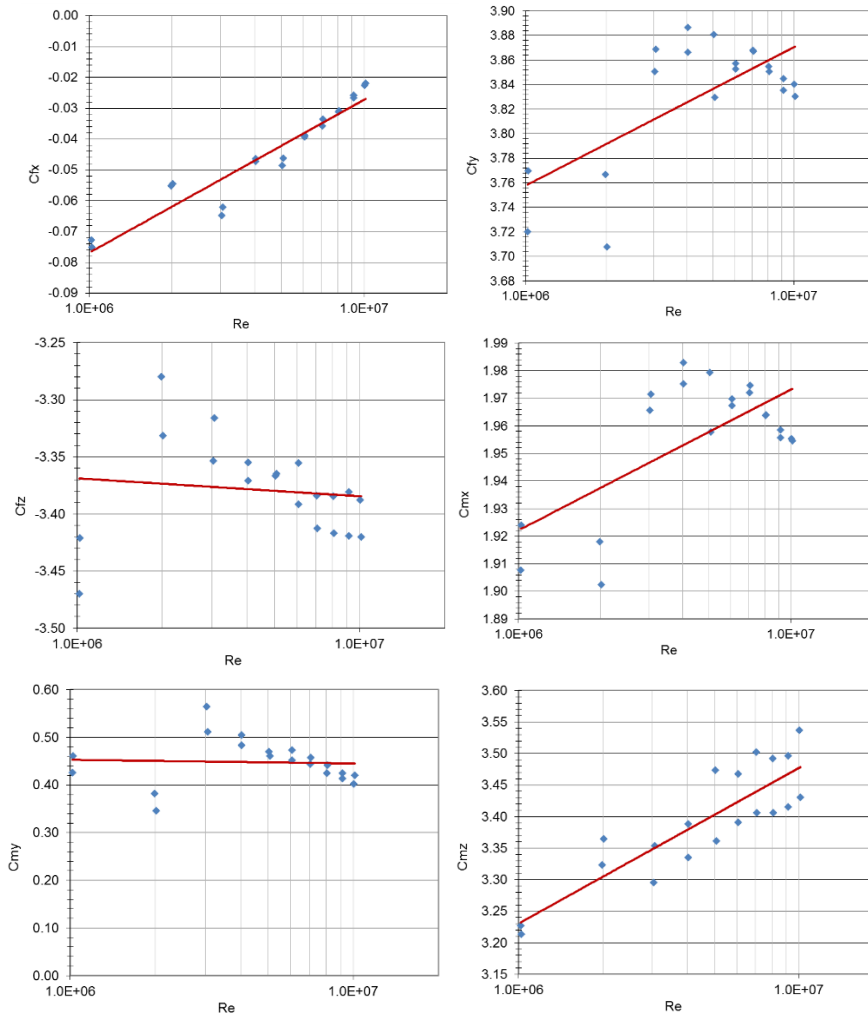 0.00
-0.00
-0.02
-0.03
-0.04
-0.05
-0.06
-0.07
-0.08
-0.09
Cfx
1.0E+06
1.0E+07
Re
3.90
3.88
3.86
3.84
3.82
3.80
3.78
3.76
3.74
3.72
3.70
3.68
Cfy
1.0E+06
1.0E+07
Re
-3.25
-3.30
-3.35
-3.40
-3.45
-3.50
Cfz
1.0E+06
1.0E+07
Re
1.99
1.98
1.97
1.96
1.95
1.93
1.92
1.91
1.90
1.89
Cmx
1.0E+06
1.0E+07
Re
0.60
0.50
0.40
0.30
0.20
0.10
0.00
Cmy
1.0E+06
1.0E+07
Re
3.60
3.55
3.50
3.45
3.40
3.35
3.30
3.25
3.20
3.15
Cmz
1.0E+06
1.0E+07
Re